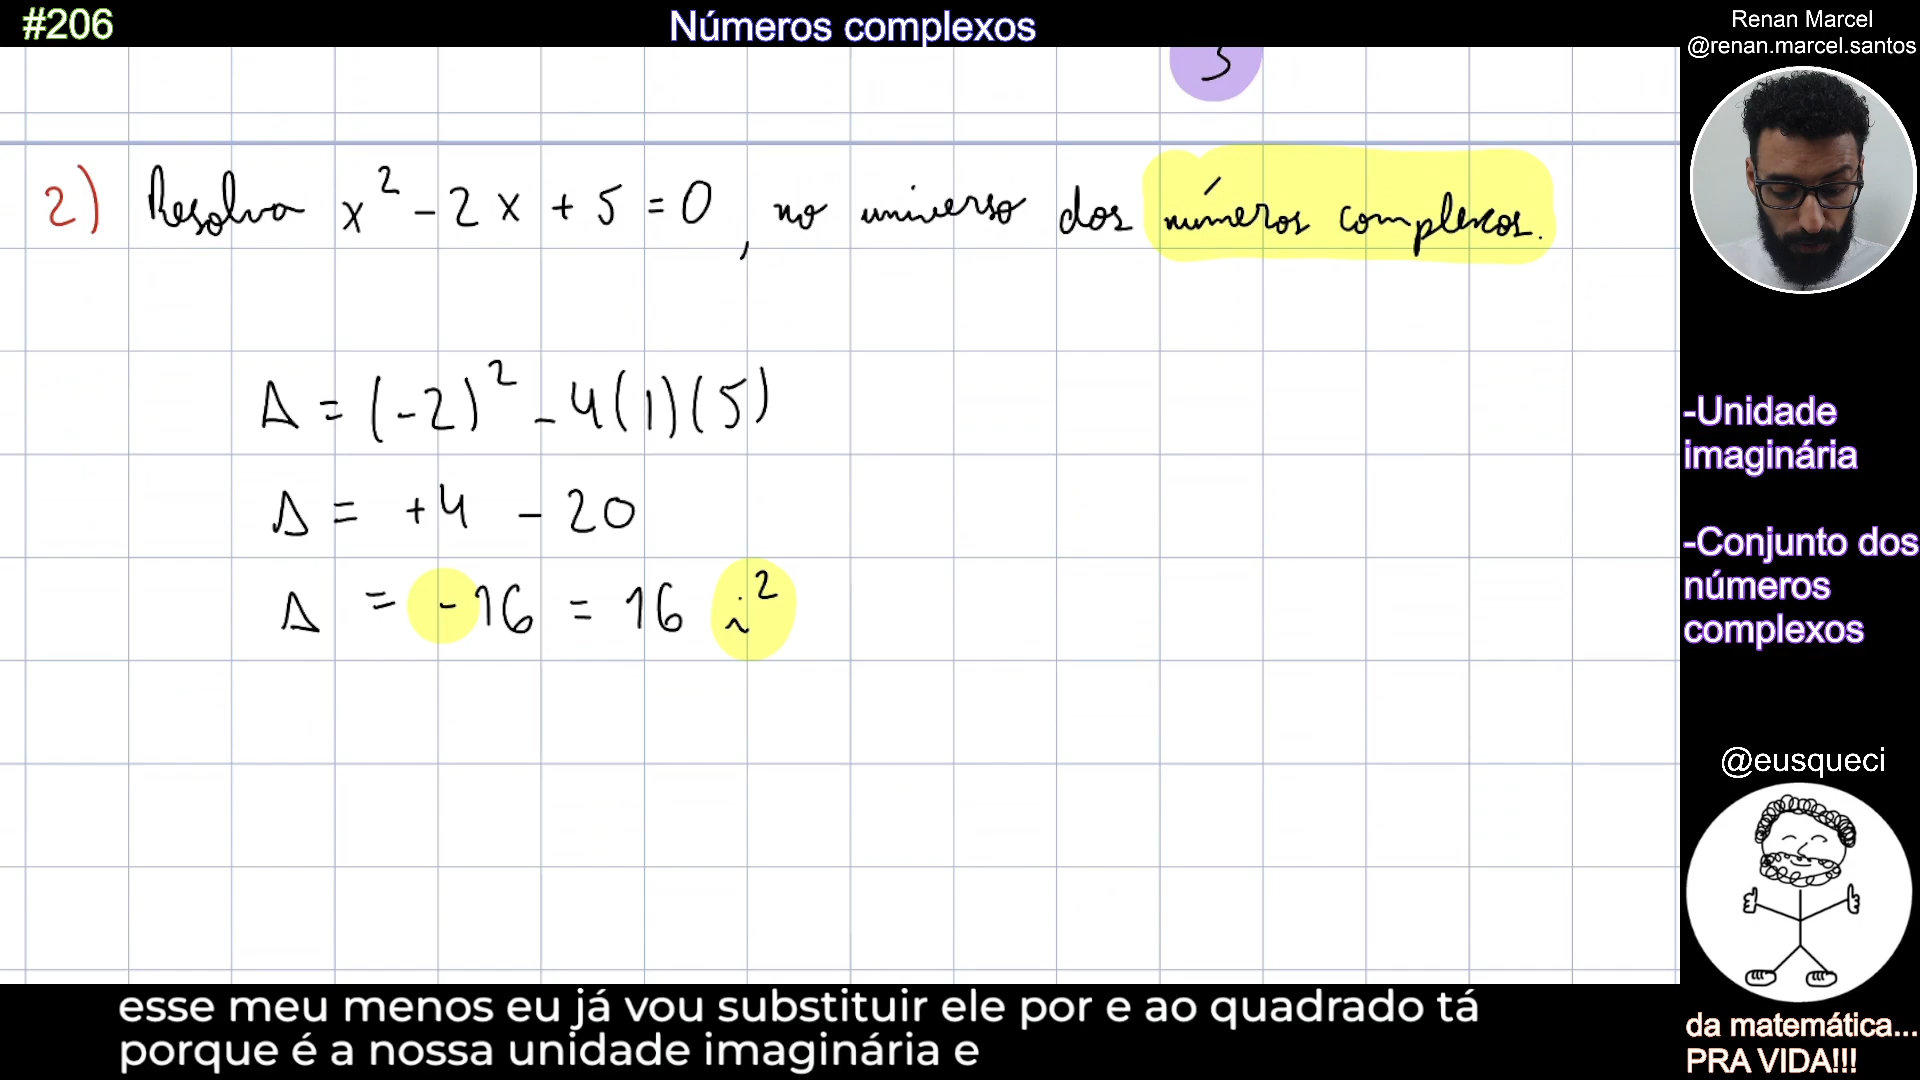 #206
Números complexos
Renan Marcel
@renan.marcel.santos
3
2) Resolva x² - 2x + 5 = 0, no universo dos números complexos.
Δ = (-2)² - 4(1)(5)
Δ = +4 - 20
Δ = -16 = 16 i²
-Unidade
imaginária
-Conjunto dos
números
complexos
@eusqueci
da matemática...
PRA VIDA!!!
esse meu menos eu já vou substituir ele por e ao quadrado tá
porque é a nossa unidade imaginária e